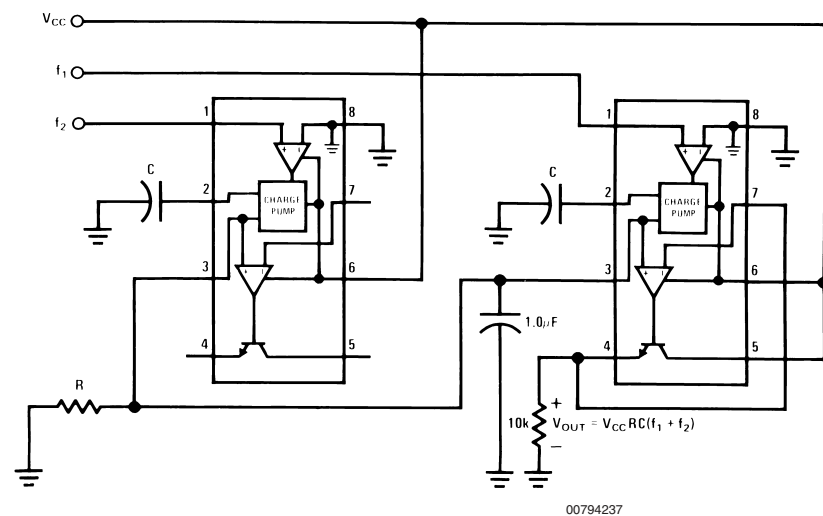 VCC
f1
f2
1
8
C
2
CHARGE
PUMP
7
+ −
3
6
4
5
R
1
8
C
2
CHARGE
PUMP
7
+ −
3
6
1.0µF
4
5
10k
+
VOUT = VCC RC(f1 + f2)
−
00794237